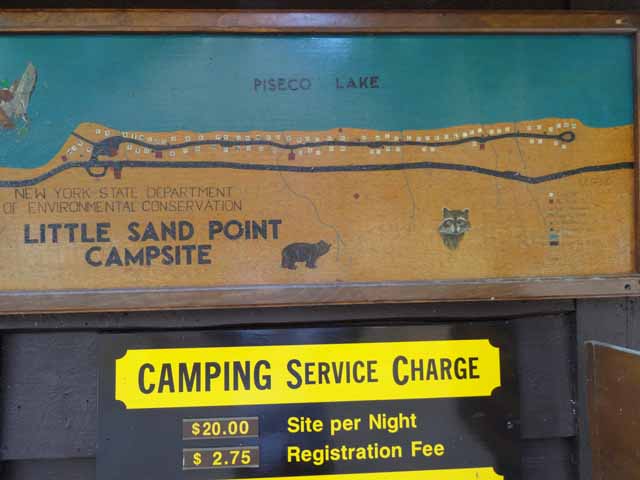 PISECO LAKE
NEW YORK STATE DEPARTMENT
OF ENVIRONMENTAL CONSERVATION
LITTLE SAND POINT
CAMPSITE
CAMPING SERVICE CHARGE
$20.00 Site per Night
$ 2.75 Registration Fee